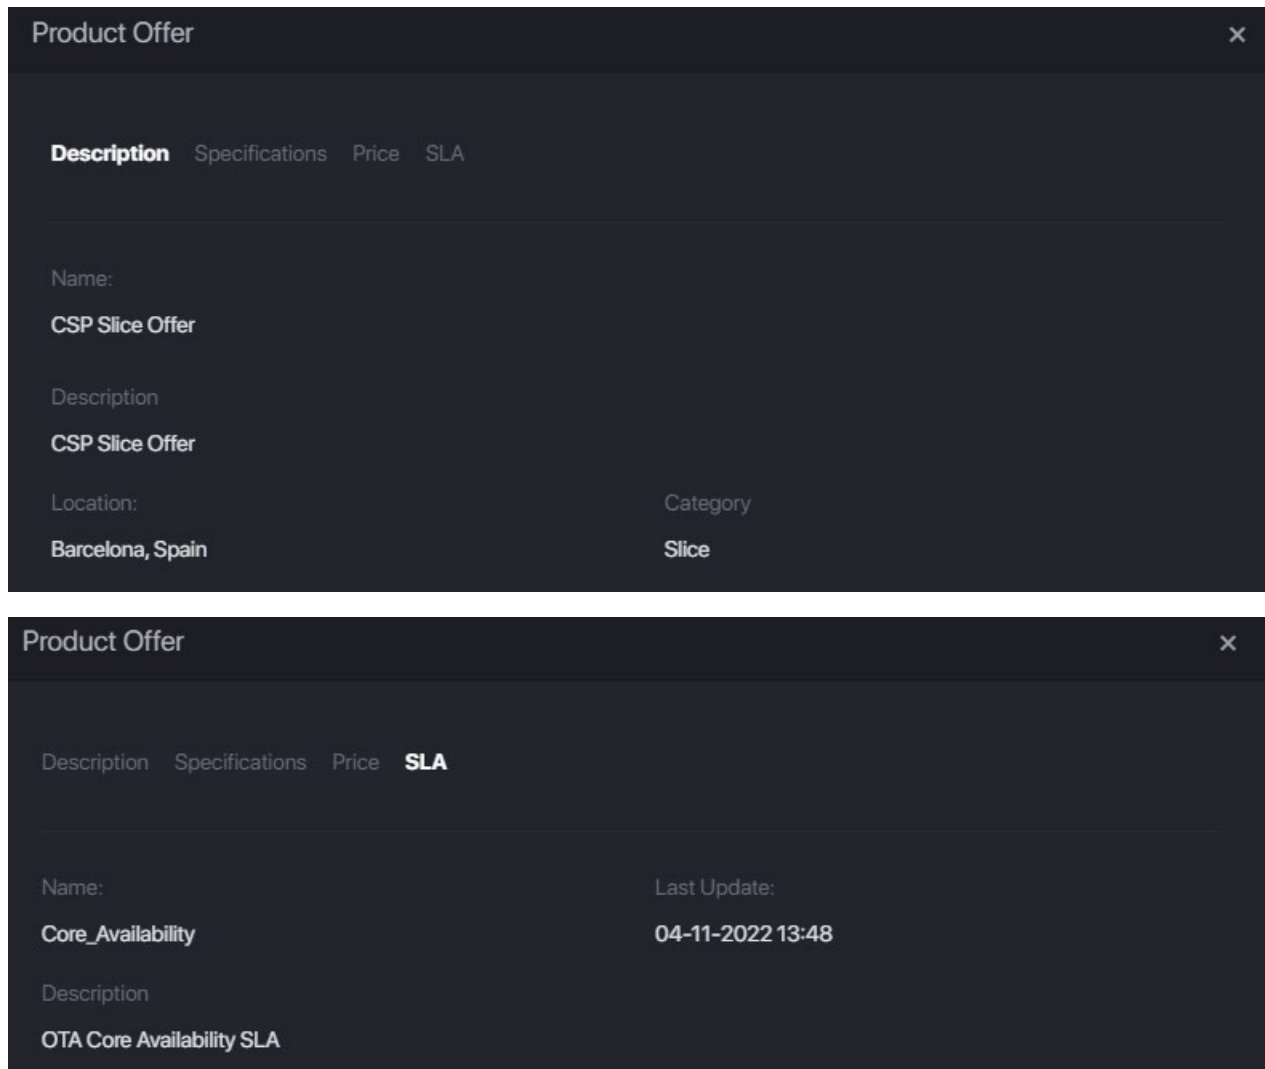 Product Offer ×
Description Specifications Price SLA
Name:
CSP Slice Offer
Description
CSP Slice Offer
Location: Category
Barcelona, Spain Slice
Product Offer ×
Description Specifications Price SLA
Name: Last Update:
Core_Availability 04-11-2022 13:48
Description
OTA Core Availability SLA